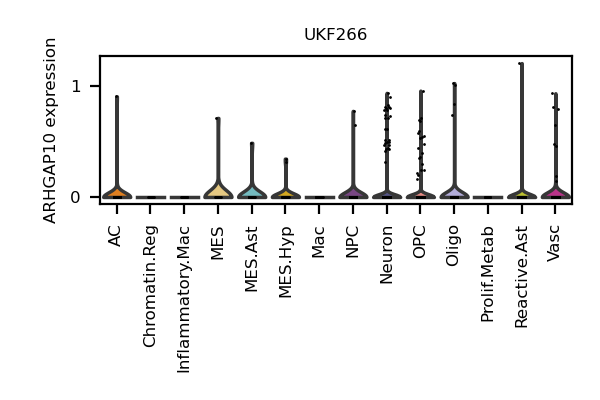 UKF266
ARHGAP10 expression
1
0
AC
Chromatin.Reg
Inflammatory.Mac
MES
MES.Ast
MES.Hyp
Mac
NPC
Neuron
OPC
Oligo
Prolif.Metab
Reactive.Ast
Vasc